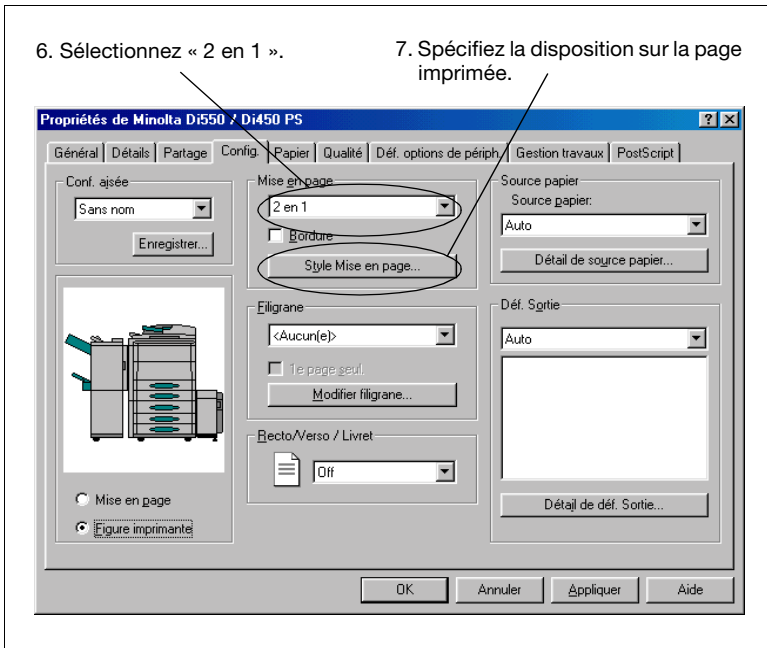 6. Sélectionnez « 2 en 1 ».
7. Spécifiez la disposition sur la page
imprimée.
Propriétés de Minolta Di550 / Di450 PS
Général Détails Partage Config. Papier Qualité Déf. options de périph. Gestion travaux PostScript
Conf. aisée
Sans nom
Enregistrer...
Mise en page
Figure imprimante
Mise en page
2 en 1
Bordure
Style Mise en page...
Filigrane
<Aucun(e)>
1e page seul.
Modifier filigrane...
Recto/Verso / Livret
Off
Source papier
Source papier:
Auto
Détail de source papier...
Déf. Sortie
Auto
Détail de déf. Sortie...
OK Annuler Appliquer Aide